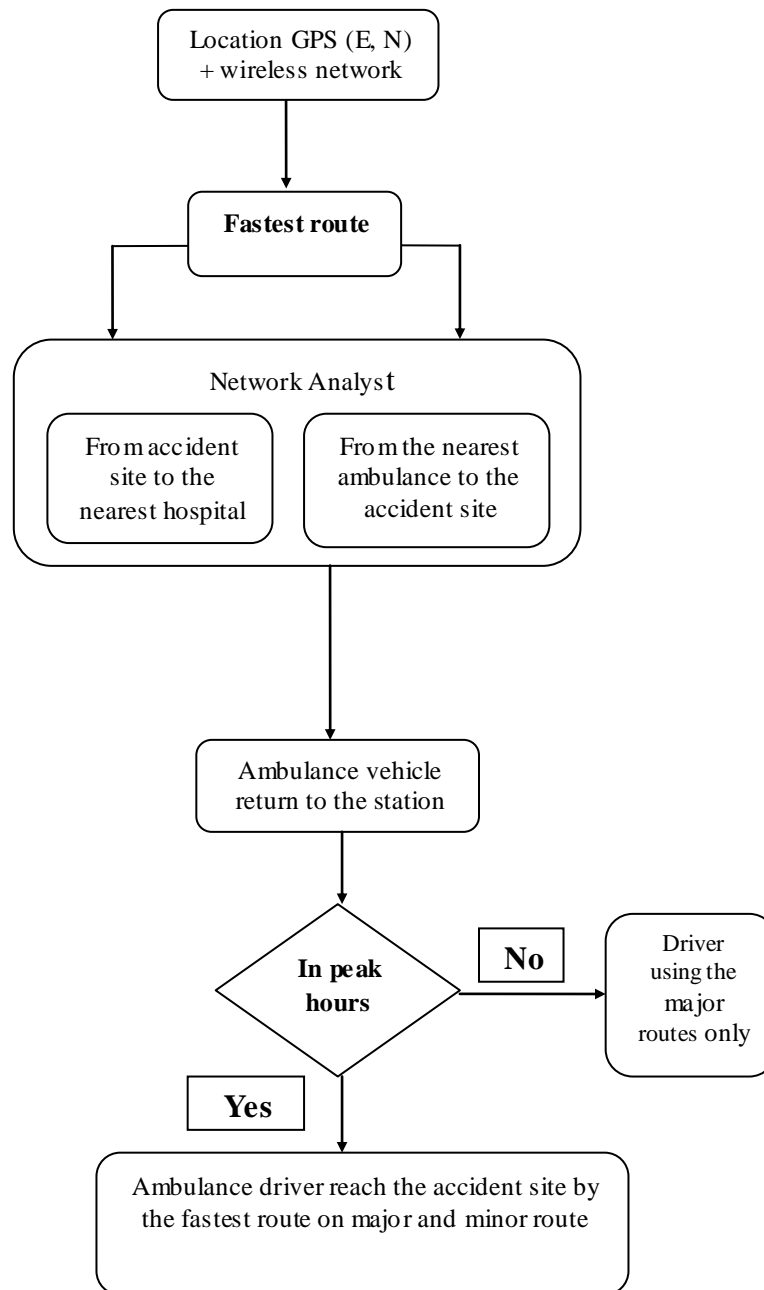 Location GPS (E, N)
+ wireless network
Fastest route
Network Analyst
From accident
site to the
nearest hospital
From the nearest
ambulance to the
accident site
Ambulance vehicle
return to the station
In peak
hours
No
Driver
using the
major
routes only
Yes
Ambulance driver reach the accident site by
the fastest route on major and minor route